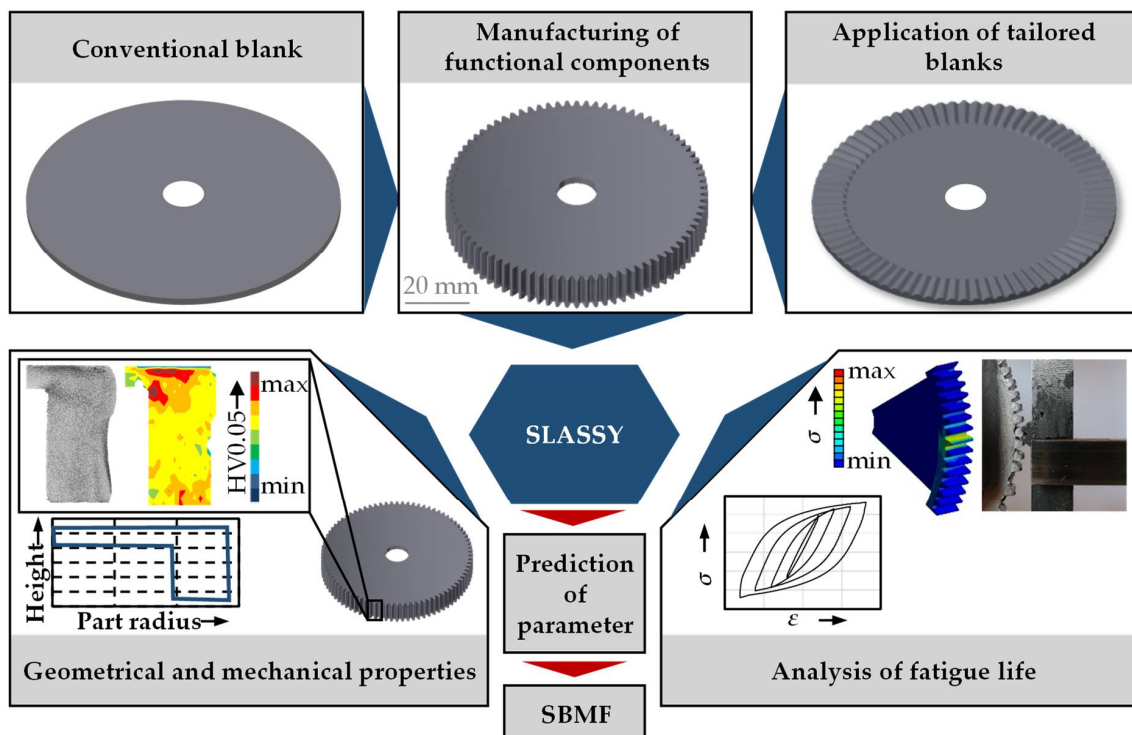 Conventional blank
Manufacturing of
functional components
Application of tailored
blanks
20 mm
max
HV0.05
min
Height
Part radius
Geometrical and mechanical properties
SLASSY
Prediction
of
parameter
SBMF
max
σ
min
σ
ε
Analysis of fatigue life